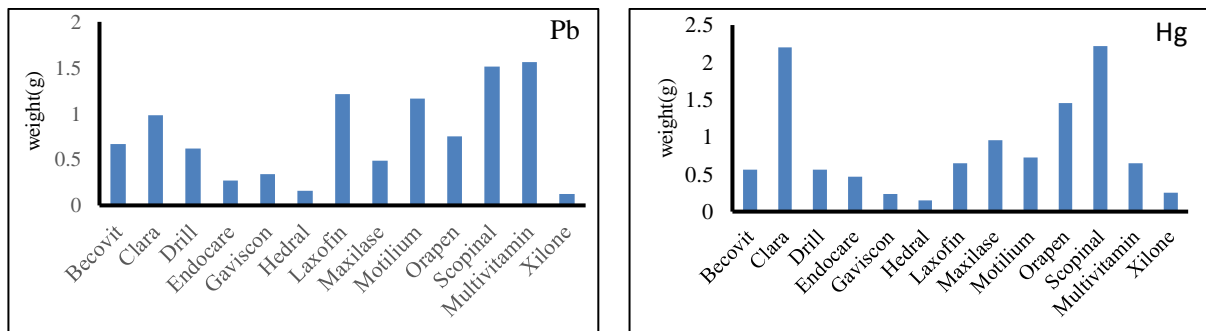 Pb
weight(g)
2
1.5
1
0.5
0
Becovit
Clara
Drill
Endocare
Gaviscon
Hedral
Laxofin
Maxilase
Motilium
Orapen
Scopinal
Multivitamin
Xilone
Hg
weight(g)
2.5
2
1.5
1
0.5
0
Becovit
Clara
Drill
Endocare
Gaviscon
Hedral
Laxofin
Maxilase
Motilium
Orapen
Scopinal
Multivitamin
Xilone